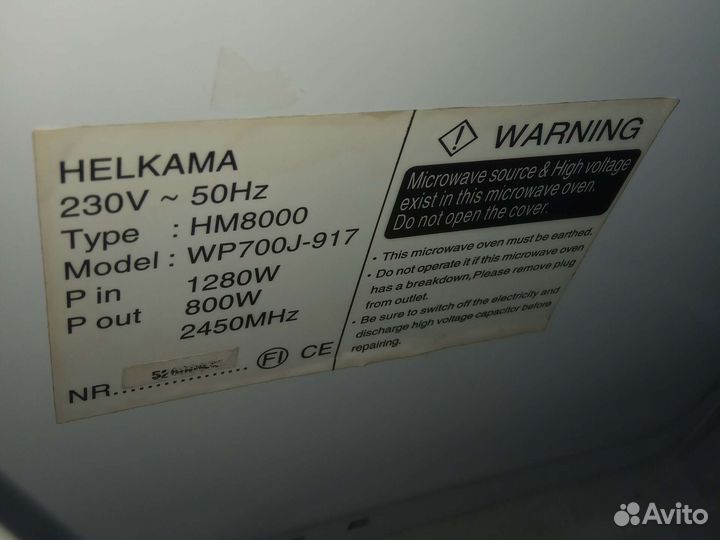 HELKAMA
230V ~ 50Hz
Type : HM8000
Model : WP700J-917
P in 1280W
P out 800W
2450MHz
NR.
FI CE
WARNING
Microwave source & High voltage
exist in this microwave oven.
Do not open the cover.
• This microwave oven must be earthed.
• Do not operate it if this microwave oven
has a breakdown,Please remove plug
from outlet.
• Be sure to switch off the electricity and
discharge high voltage capacitor before
repairing.
Avito